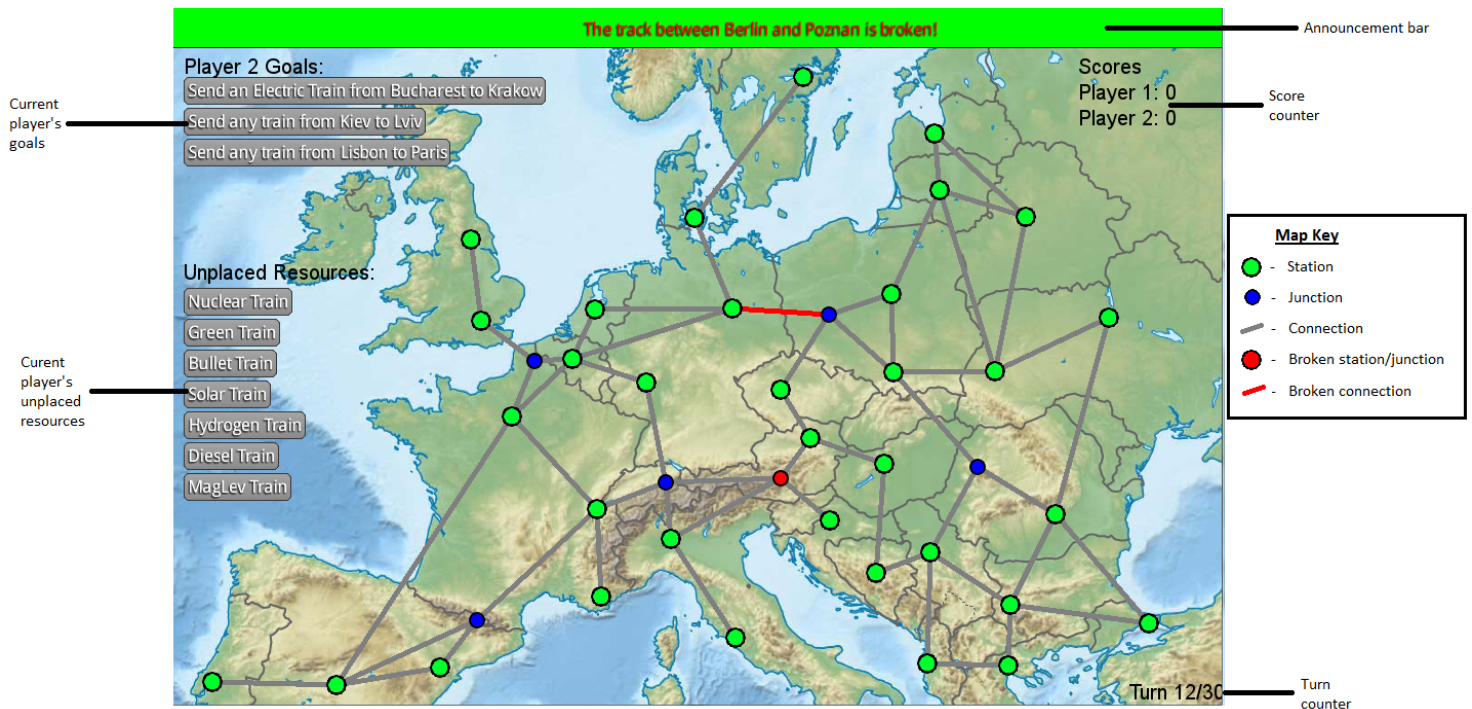 The track between Berlin and Poznan is broken!
Announcement bar
Player 2 Goals:
Send an Electric Train from Bucharest to Krakow
Send any train from Kiev to Lviv
Send any train from Lisbon to Paris
Current
player's
goals
Scores
Player 1: 0
Player 2: 0
Score
counter
Unplaced Resources:
Nuclear Train
Green Train
Bullet Train
Solar Train
Hydrogen Train
Diesel Train
MagLev Train
Curent
player's
unplaced
resources
Map Key
- Station
- Junction
- Connection
- Broken station/junction
- Broken connection
Turn 12/30
Turn
counter